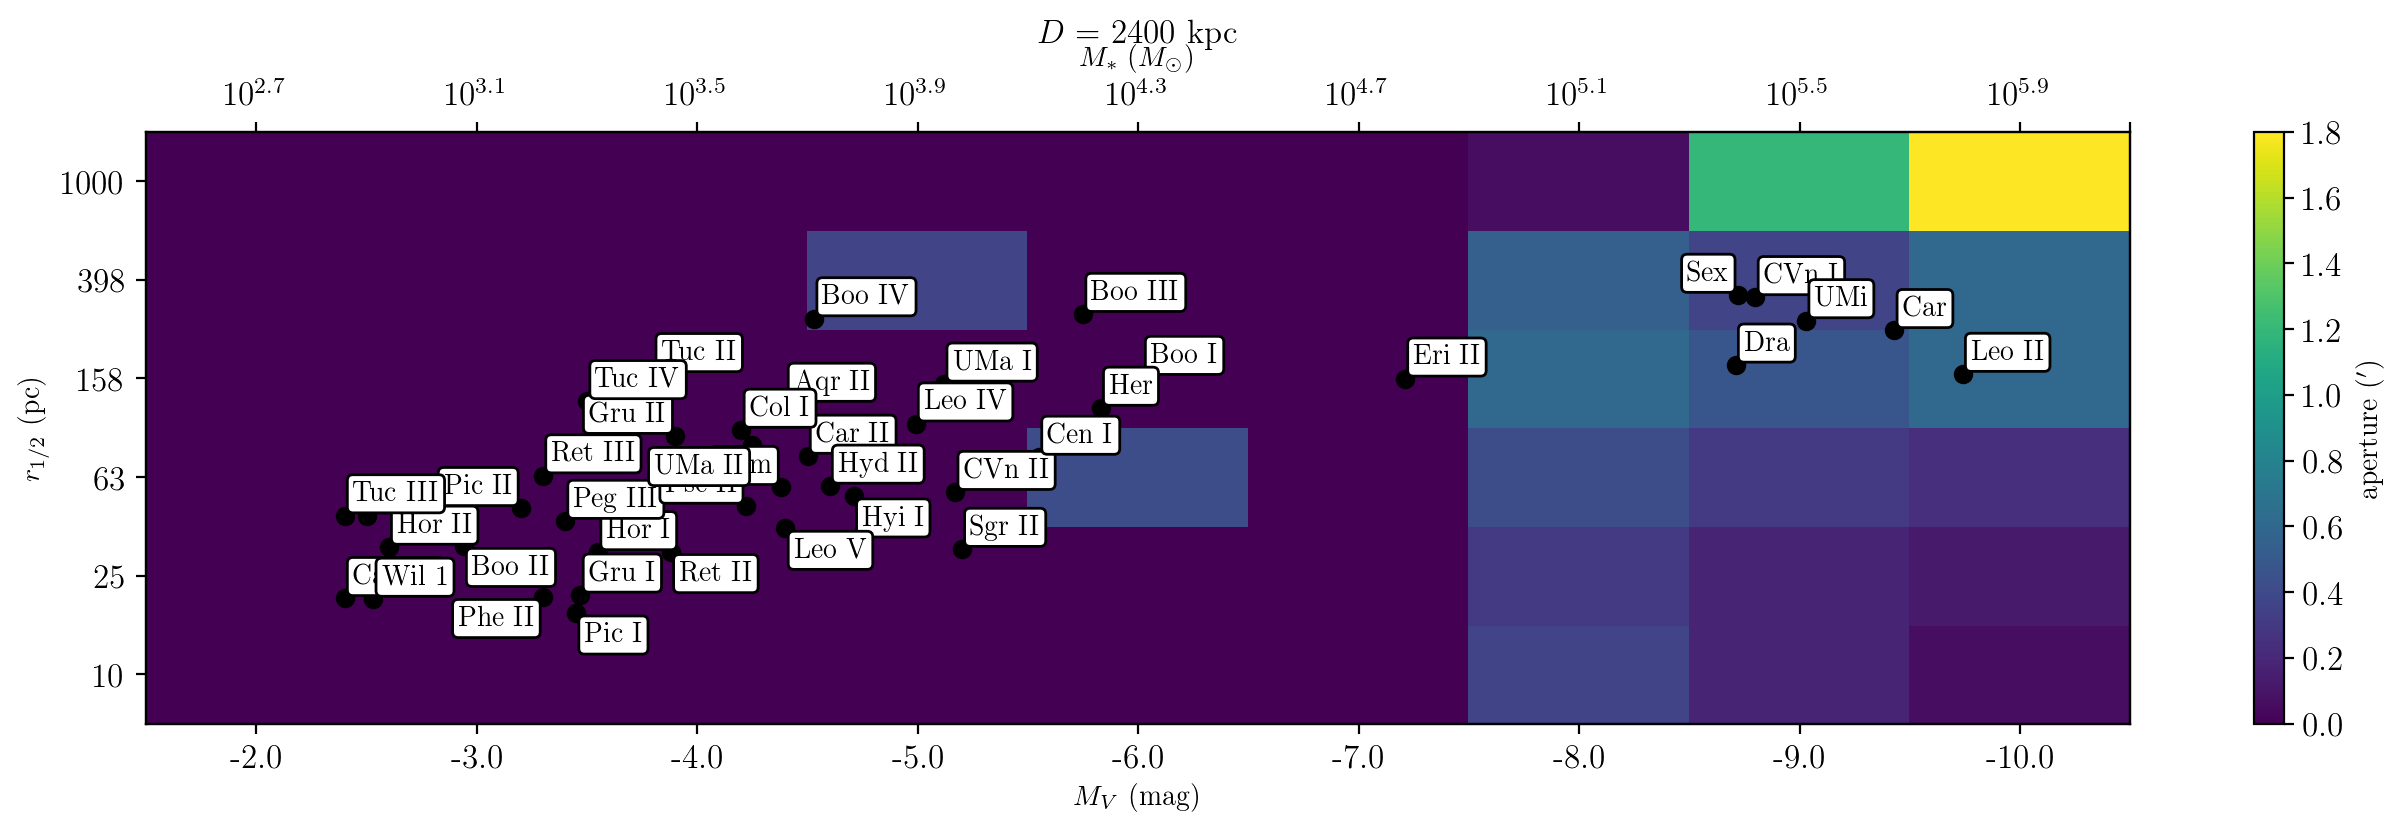 D = 2400 kpc
M* (M⊙)
10^2.7 10^3.1 10^3.5 10^3.9 10^4.3 10^4.7 10^5.1 10^5.5 10^5.9
1000
398
158
63
25
10
r1/2 (pc)
Sex
CVn I
UMi
Car
Boo IV
Boo III
Dra
Leo II
Tuc II
UMa I
Boo I
Eri II
Tuc IV
Aqr II
Her
Gru II
Col I
Leo IV
Ret III
Car II
Cen I
UMa II
Hyd II
CVn II
Tuc III
Pic II
Peg III
Hyi I
Sgr II
Hor II
Hor I
Leo V
Wil 1
Boo II
Gru I
Ret II
Phe II
Pic I
-2.0 -3.0 -4.0 -5.0 -6.0 -7.0 -8.0 -9.0 -10.0
MV (mag)
1.8
1.6
1.4
1.2
1.0
0.8
0.6
0.4
0.2
0.0
aperture (′)